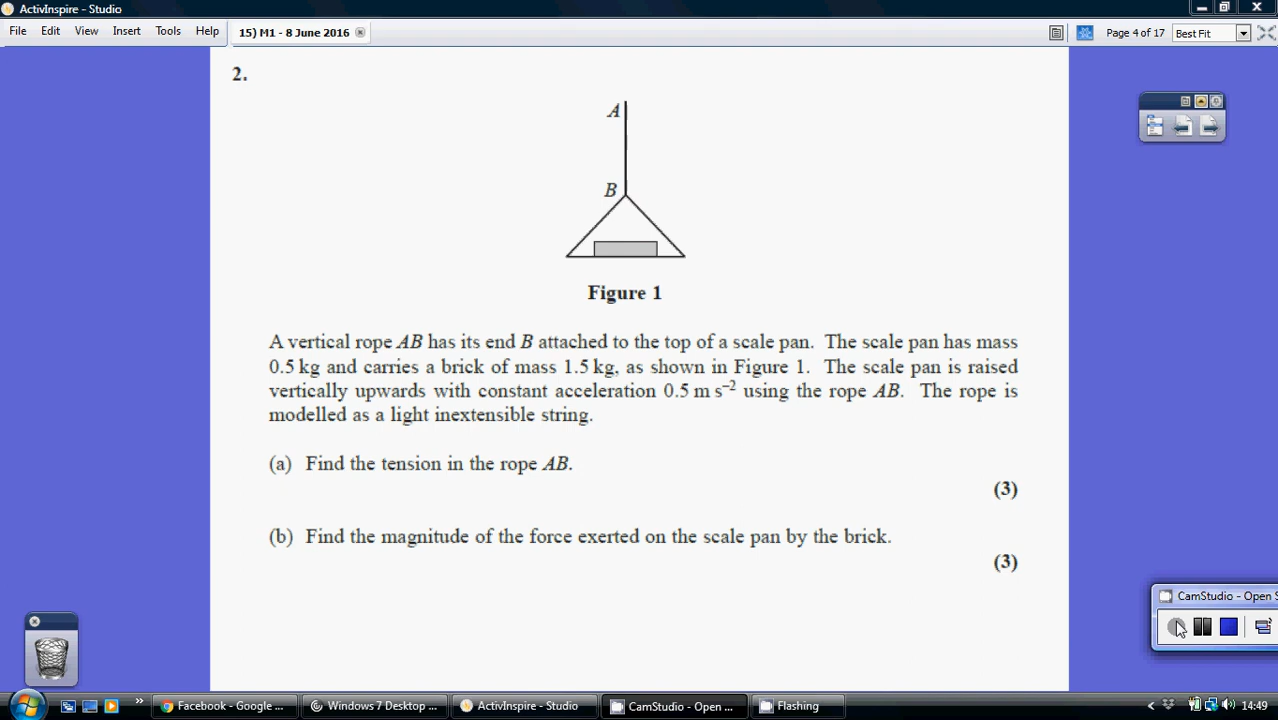 ActivInspire - Studio
File Edit View Insert Tools Help
15) M1 - 8 June 2016
Page 4 of 17
Best Fit
2.
A
B
Figure 1
A vertical rope AB has its end B attached to the top of a scale pan. The scale pan has mass
0.5 kg and carries a brick of mass 1.5 kg, as shown in Figure 1. The scale pan is raised
vertically upwards with constant acceleration 0.5 m s⁻² using the rope AB. The rope is
modelled as a light inextensible string.
(a) Find the tension in the rope AB.
(3)
(b) Find the magnitude of the force exerted on the scale pan by the brick.
(3)
CamStudio - Open S
Facebook - Google ...
Windows 7 Desktop ...
ActivInspire - Studio
CamStudio - Open ...
Flashing
14:49